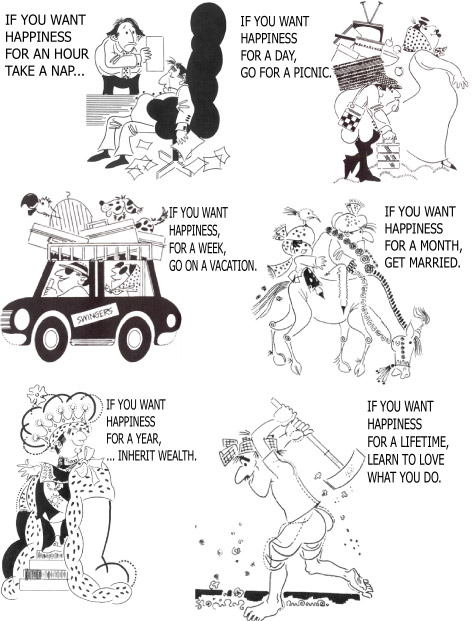 IF YOU WANT
HAPPINESS
FOR AN HOUR
TAKE A NAP...
IF YOU WANT
HAPPINESS
FOR A DAY,
GO FOR A PICNIC.
IF YOU WANT
HAPPINESS,
FOR A WEEK,
GO ON A VACATION.
SWINGERS
IF YOU WANT
HAPPINESS
FOR A MONTH,
GET MARRIED.
IF YOU WANT
HAPPINESS
FOR A YEAR,
... INHERIT WEALTH.
IF YOU WANT
HAPPINESS
FOR A LIFETIME,
LEARN TO LOVE
WHAT YOU DO.